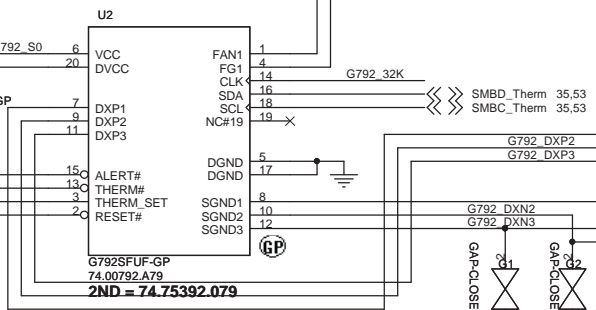 U2
792_S0
6
VCC
20
DVCC
FAN1
1
FG1
4
CLK
14
G792_32K
SDA
16
SMBD_Therm 35,53
SCL
18
SMBC_Therm 35,53
NC#19
19
GP
7
DXP1
9
DXP2
11
DXP3
G792_DXP2
G792_DXP3
DGND
5
DGND
17
15
ALERT#
13
THERM#
3
THERM_SET
2
RESET#
SGND1
8
SGND2
10
G792_DXN2
SGND3
12
G792_DXN3
GP
G792SFUF-GP
74.00792.A79
2ND = 74.75392.079
GAP-CLOSE
2
G1
GAP-CLOSE
2
G2